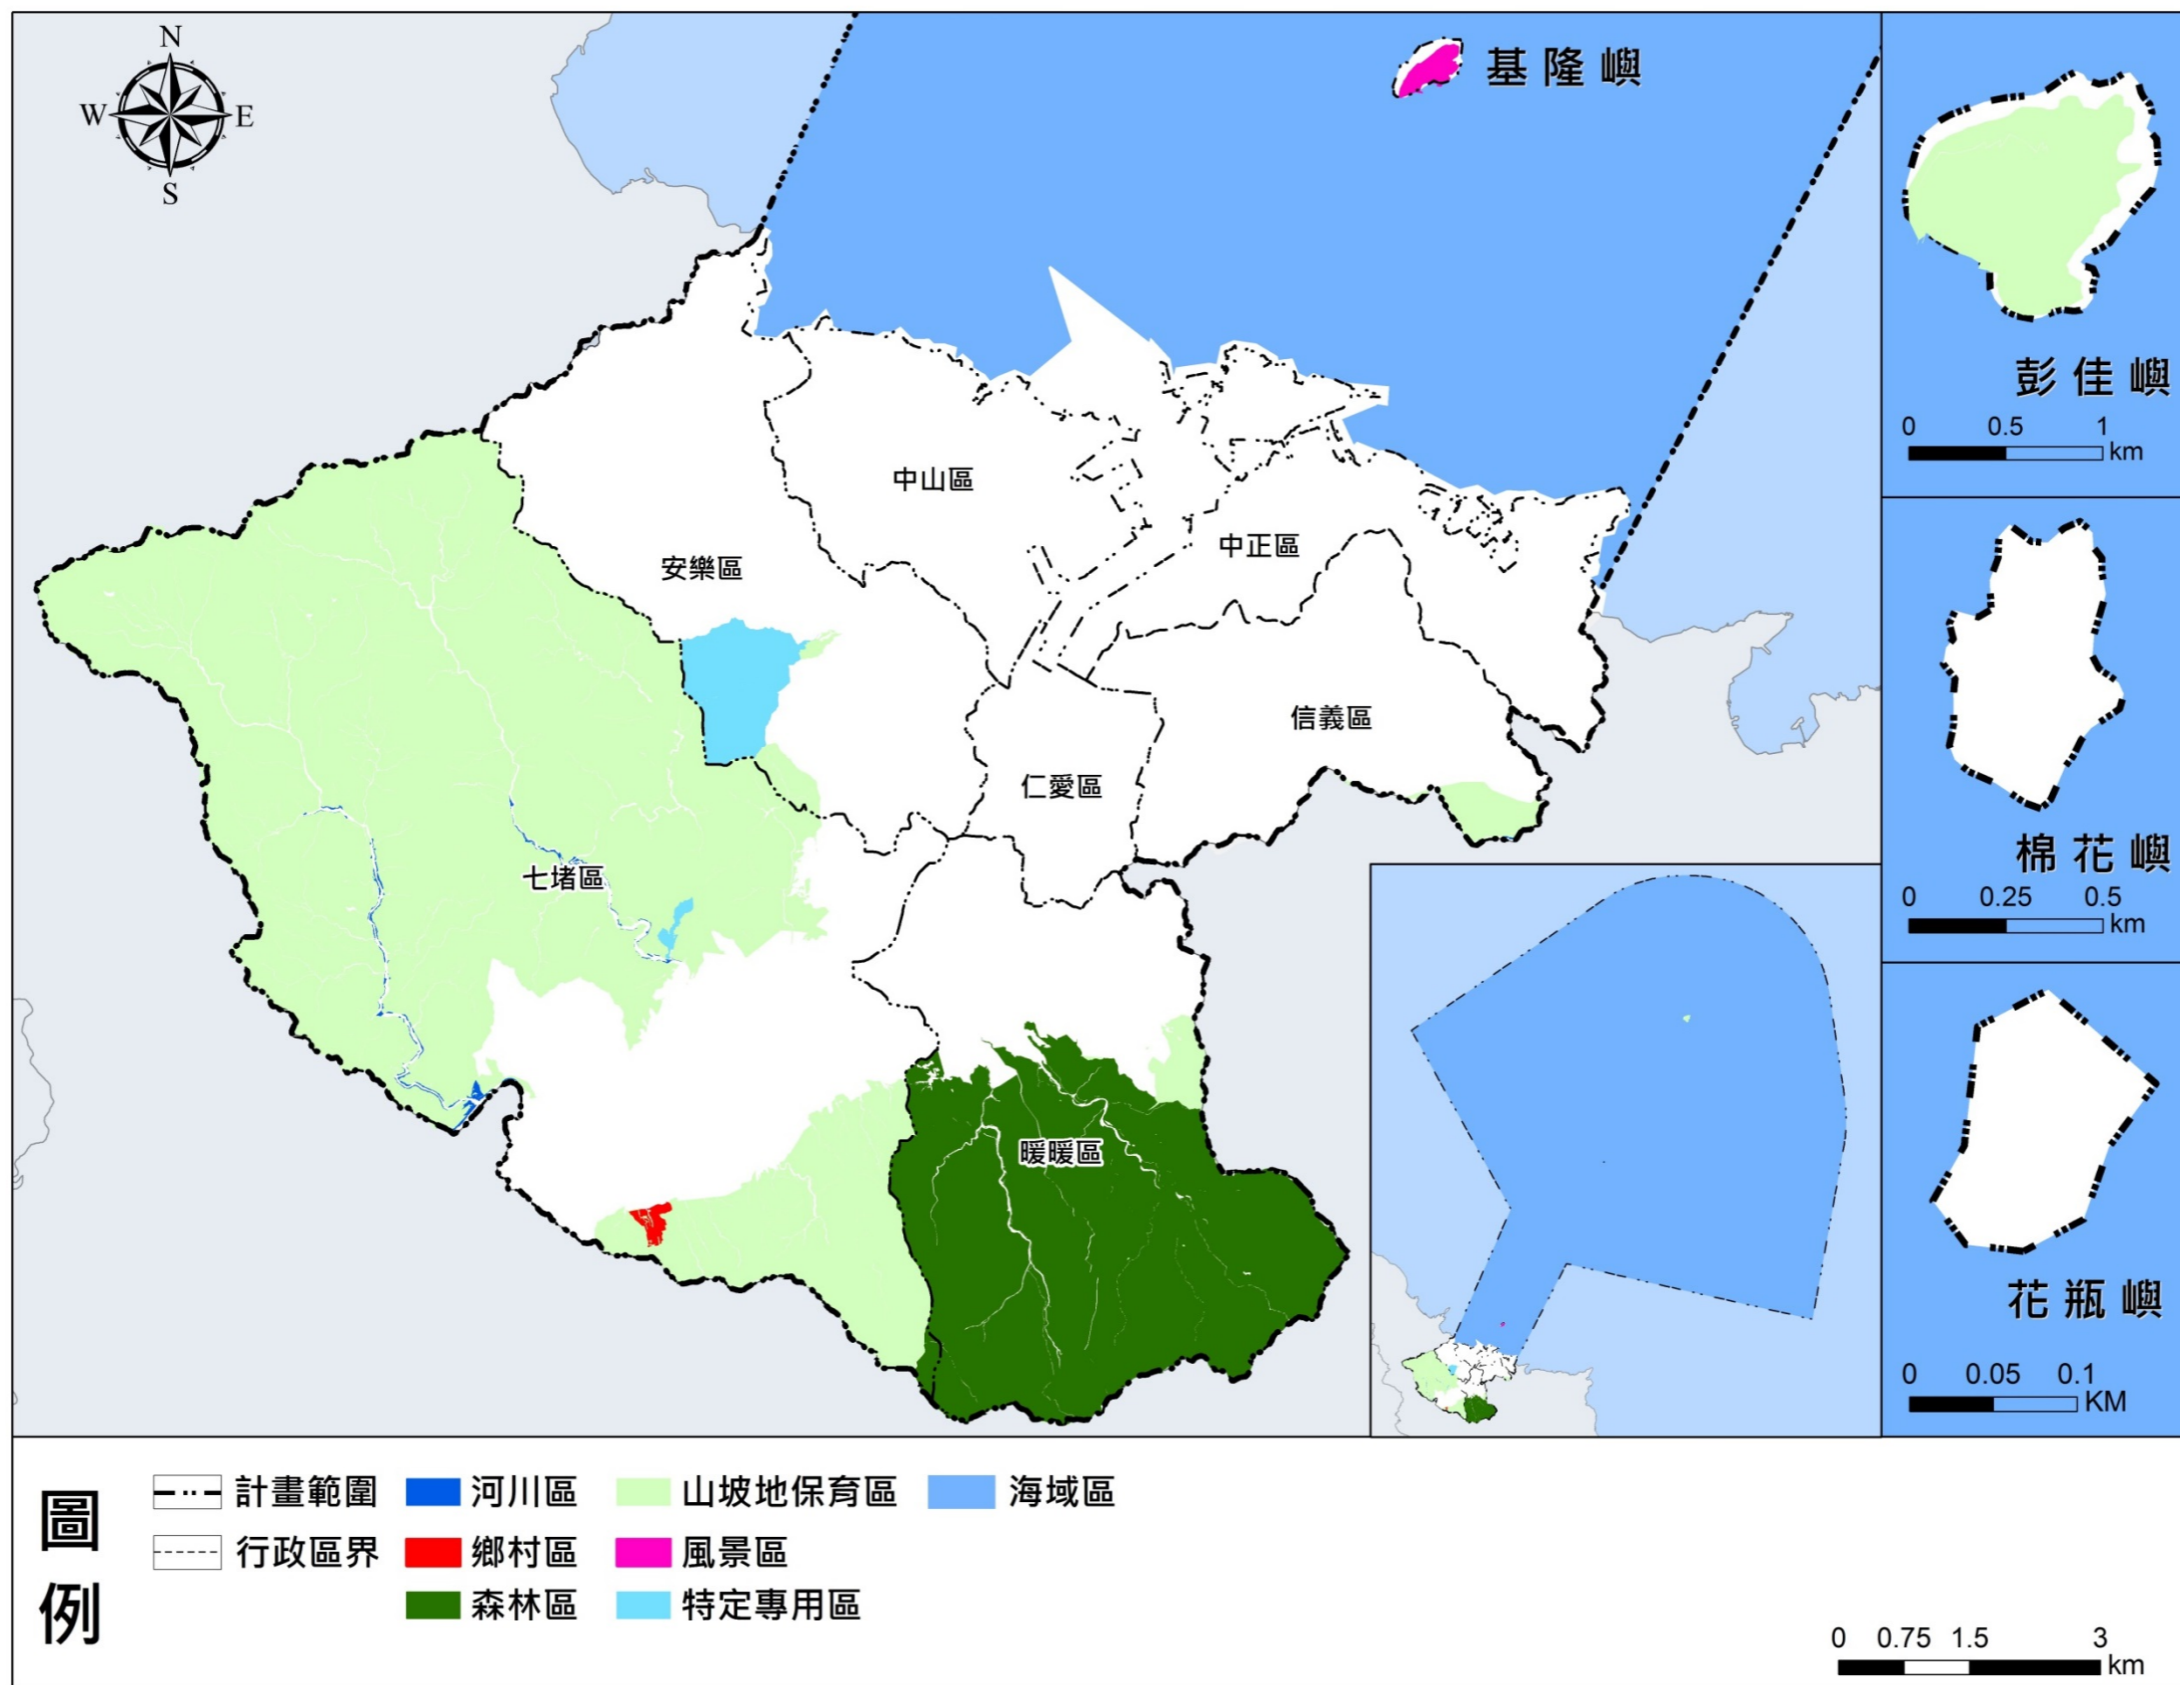 N
W
E
S
基隆嶼
彭佳嶼
0 0.5 1
km
中山區
中正區
安樂區
信義區
仁愛區
七堵區
暖暖區
棉花嶼
0 0.25 0.5
km
花瓶嶼
0 0.05 0.1
KM
圖例
計畫範圍
河川區
山坡地保育區
海域區
行政區界
鄉村區
風景區
森林區
特定專用區
0 0.75 1.5 3
km